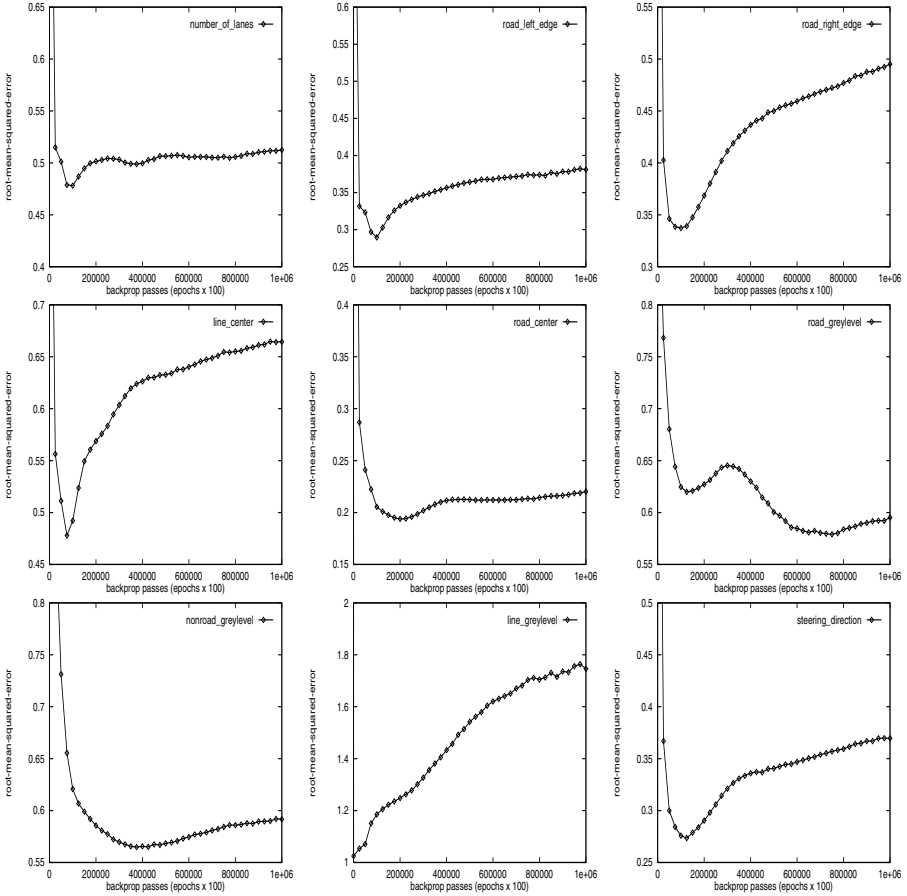 0.65
number_of_lanes
0.6
0.55
0.5
0.45
0.4
root-mean-squared-error
0 200000 400000 600000 800000 1e+06
backprop passes (epochs x 100)
0.6
road_left_edge
0.55
0.5
0.45
0.4
0.35
0.3
0.25
root-mean-squared-error
0 200000 400000 600000 800000 1e+06
backprop passes (epochs x 100)
0.55
road_right_edge
0.5
0.45
0.4
0.35
0.3
root-mean-squared-error
0 200000 400000 600000 800000 1e+06
backprop passes (epochs x 100)
0.7
line_center
0.65
0.6
0.55
0.5
0.45
root-mean-squared-error
0 200000 400000 600000 800000 1e+06
backprop passes (epochs x 100)
0.4
road_center
0.35
0.3
0.25
0.2
0.15
root-mean-squared-error
0 200000 400000 600000 800000 1e+06
backprop passes (epochs x 100)
0.8
road_greylevel
0.75
0.7
0.65
0.6
0.55
root-mean-squared-error
0 200000 400000 600000 800000 1e+06
backprop passes (epochs x 100)
0.8
nonroad_greylevel
0.75
0.7
0.65
0.6
0.55
root-mean-squared-error
0 200000 400000 600000 800000 1e+06
backprop passes (epochs x 100)
2
line_greylevel
1.8
1.6
1.4
1.2
1
root-mean-squared-error
0 200000 400000 600000 800000 1e+06
backprop passes (epochs x 100)
0.5
steering_direction
0.45
0.4
0.35
0.3
0.25
root-mean-squared-error
0 200000 400000 600000 800000 1e+06
backprop passes (epochs x 100)